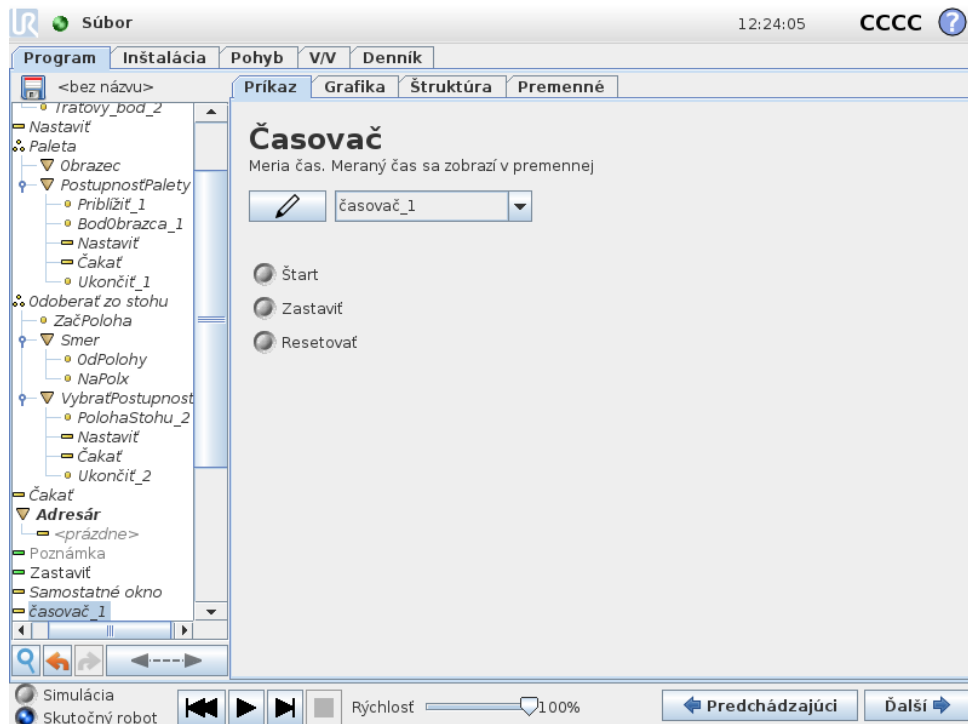 UR Súbor 12:24:05 CCCC ?
Program Inštalácia Pohyb V/V Denník
<bez názvu>
Príkaz Grafika Štruktúra Premenné
Traťový_bod_2
Nastaviť
Paleta
Obrazec
PostupnosťPalety
Priblížiť_1
BodObrazca_1
Nastaviť
Čakať
Ukončiť_1
Odoberať zo stohu
ZačPoloha
Smer
OdPolohy
NaPolx
VybraťPostupnosť
PolohaStohu_2
Nastaviť
Čakať
Ukončiť_2
Čakať
Adresár
<prázdne>
Poznámka
Zastaviť
Samostatné okno
časovač_1
Časovač
Meria čas. Meraný čas sa zobrazí v premennej
časovač_1
Štart
Zastaviť
Resetovať
Simulácia
Skutočný robot
Rýchlosť 100%
Predchádzajúci Ďalší